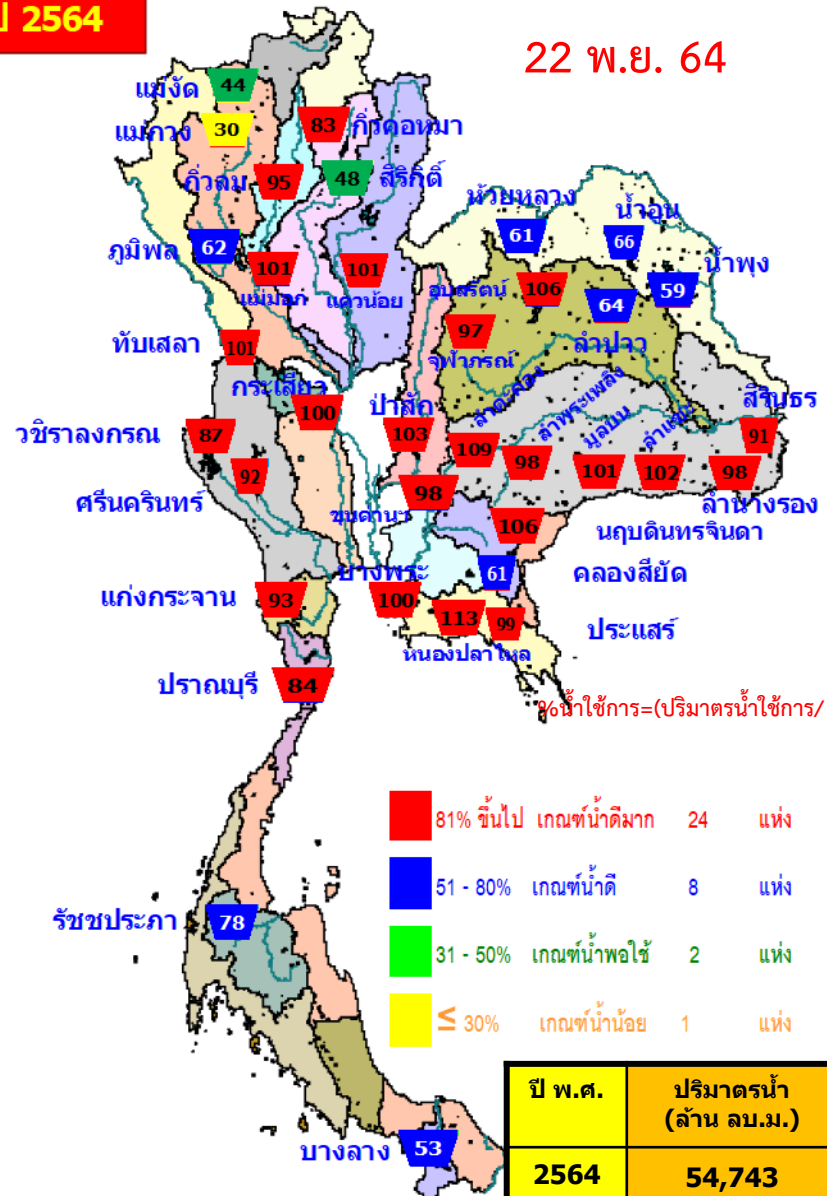 ปี 2564
22 พ.ย. 64
แม่งัด 44
แม่กวง 30
83 กิ่วคอหมา
กิ่วลม 95
48 สิริกิติ์
ห้วยหลวง
61
น้ำอูน
66
ภูมิพล 62
101
แม่มอก
101
แควน้อย
น้ำพุง
59
อุบลรัตน์ 106
64
ลำปาว
97
จุฬาภรณ์
ทับเสลา 101
กระเสียว
100
ป่าสัก
103
ลำตะคอง
109
ลำพระเพลิง
98
มูลบน
101
ลำแชะ
102
สิรินธร
91
98
ลำนางรอง
วชิราลงกรณ 87
92
ศรีนครินทร์
98
ขุนด่านฯ
106
นฤบดินทรจินดา
บางพระ
100
61 คลองสียัด
แก่งกระจาน 93
113
หนองปลาไหล
99 ประแสร์
ปราณบุรี 84
%น้ำใช้การ=(ปริมาตรน้ำใช้การ/
81% ขึ้นไป เกณฑ์น้ำดีมาก 24 แห่ง
51 - 80% เกณฑ์น้ำดี 8 แห่ง
รัชชประภา 78
31 - 50% เกณฑ์น้ำพอใช้ 2 แห่ง
≤ 30% เกณฑ์น้ำน้อย 1 แห่ง
ปี พ.ศ. ปริมาตรน้ำ
(ล้าน ลบ.ม.)
บางลาง 53
2564 54,743